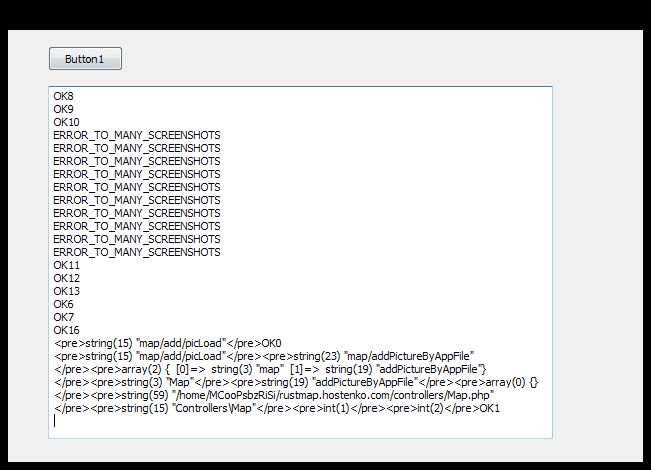 Button1
OK8
OK9
OK10
ERROR_TO_MANY_SCREENSHOTS
ERROR_TO_MANY_SCREENSHOTS
ERROR_TO_MANY_SCREENSHOTS
ERROR_TO_MANY_SCREENSHOTS
ERROR_TO_MANY_SCREENSHOTS
ERROR_TO_MANY_SCREENSHOTS
ERROR_TO_MANY_SCREENSHOTS
ERROR_TO_MANY_SCREENSHOTS
ERROR_TO_MANY_SCREENSHOTS
ERROR_TO_MANY_SCREENSHOTS
OK11
OK12
OK13
OK6
OK7
OK16
<pre>string(15) "map/add/picLoad"</pre>OK0
<pre>string(15) "map/add/picLoad"</pre><pre>string(23) "map/addPictureByAppFile"
</pre><pre>array(2) { [0]=> string(3) "map" [1]=> string(19) "addPictureByAppFile"}
</pre><pre>string(3) "Map"</pre><pre>string(19) "addPictureByAppFile"</pre><pre>array(0) {}
</pre><pre>string(59) "/home/MCooPsbzRiSi/rustmap.hostenko.com/controllers/Map.php"
</pre><pre>string(15) "Controllers\Map"</pre><pre>int(1)</pre><pre>int(2)</pre>OK1